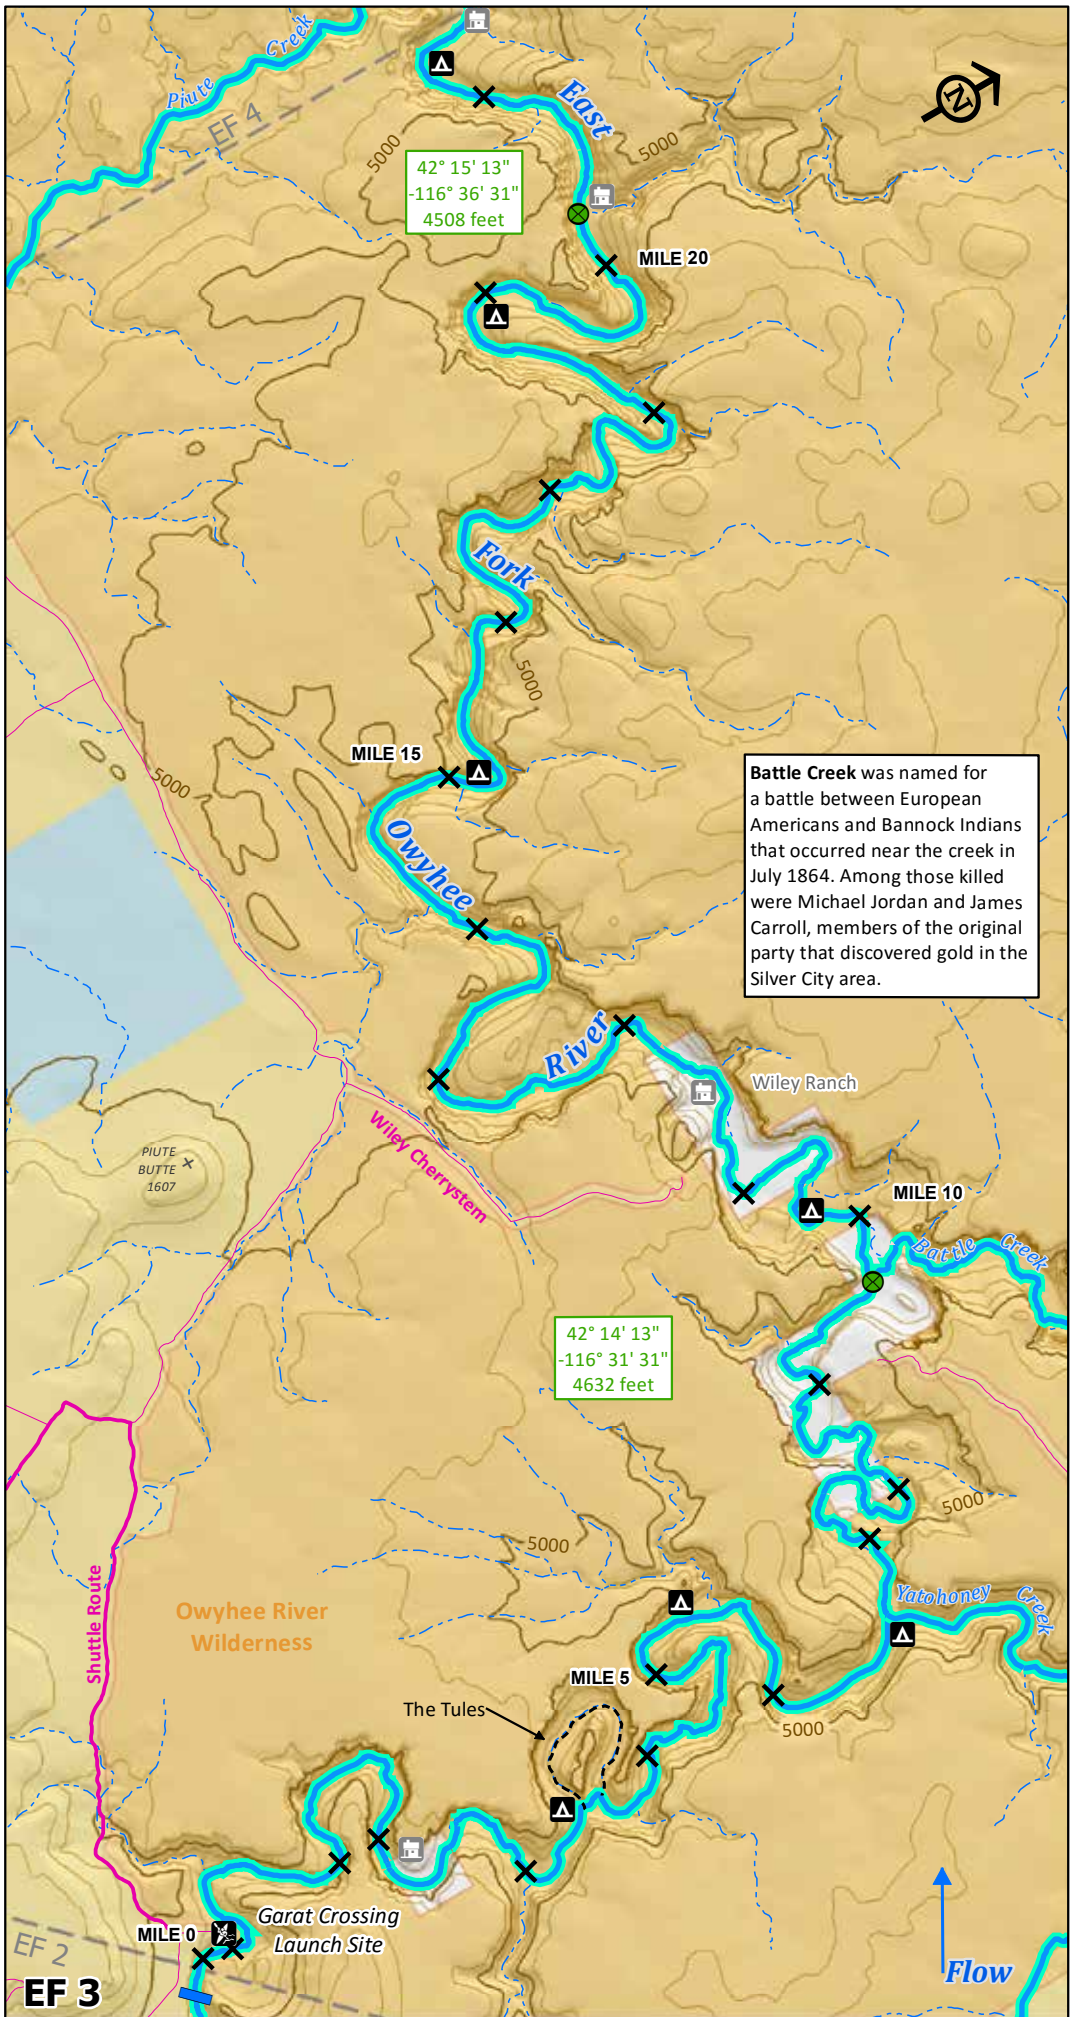 Piute Creek
EF 4
East
N
5000
5000
42° 15' 13"
-116° 36' 31"
4508 feet
MILE 20
Fork
5000
MILE 15
5000
Owyhee
Battle Creek was named for
a battle between European
Americans and Bannock Indians
that occurred near the creek in
July 1864. Among those killed
were Michael Jordan and James
Carroll, members of the original
party that discovered gold in the
Silver City area.
River
Wiley Ranch
Wiley Cherrystem
PIUTE
BUTTE
1607
MILE 10
Battle Creek
42° 14' 13"
-116° 31' 31"
4632 feet
5000
5000
Shuttle Route
Owyhee River
Wilderness
Yatohoney Creek
MILE 5
The Tules
5000
Garat Crossing
Launch Site
MILE 0
EF 2
EF 3
Flow